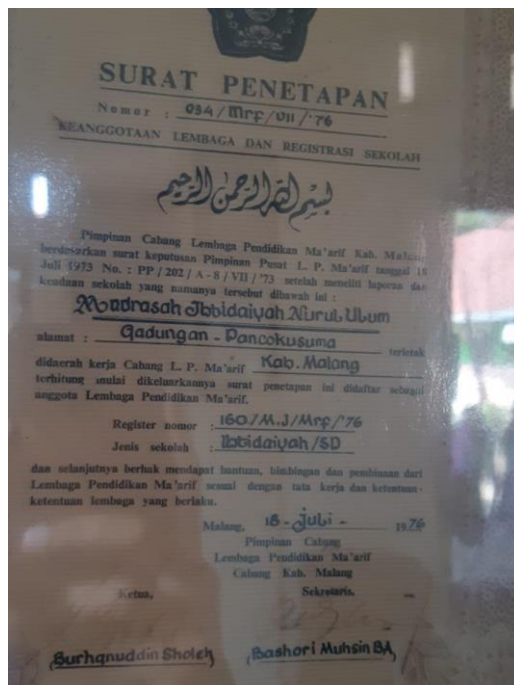 SURAT PENETAPAN
Nomor : 034/Mrf/VII/'76
KEANGGOTAAN LEMBAGA DAN REGISTRASI SEKOLAH
بسم الله الرحمن الرحيم
Pimpinan Cabang Lembaga Pendidikan Ma'arif Kab. Malang
berdasarkan surat keputusan Pimpinan Pusat L. P. Ma'arif tanggal 18
Juli 1973 No. : PP / 202 / A - 8 / VII / '73 setelah meneliti laporan dan
keadaan sekolah yang namanya tersebut dibawah ini :
Madrasah Ibtidaiyah Nurul Ulum
alamat : Gadungan - Poncokusuma terletak
didaerah kerja Cabang L. P. Ma'arif Kab. Malang
terhitung mulai dikeluarkannya surat penetapan ini didaftar sebagai
anggota Lembaga Pendidikan Ma'arif.
Register nomor : 160/M.J/Mrf/'76
Jenis sekolah : Ibtidaiyah/SD
dan selanjutnya berhak mendapat bantuan, bimbingan dan pembinaan dari
Lembaga Pendidikan Ma'arif sesuai dengan tata kerja dan ketentuan-
ketentuan lembaga yang berlaku.
Malang, 18 - Juli - 1976
Pimpinan Cabang
Lembaga Pendidikan Ma'arif
Cabang Kab. Malang
Ketua, Sekretaris,
Burhanuddin Sholeh Bashori Muhsin BA